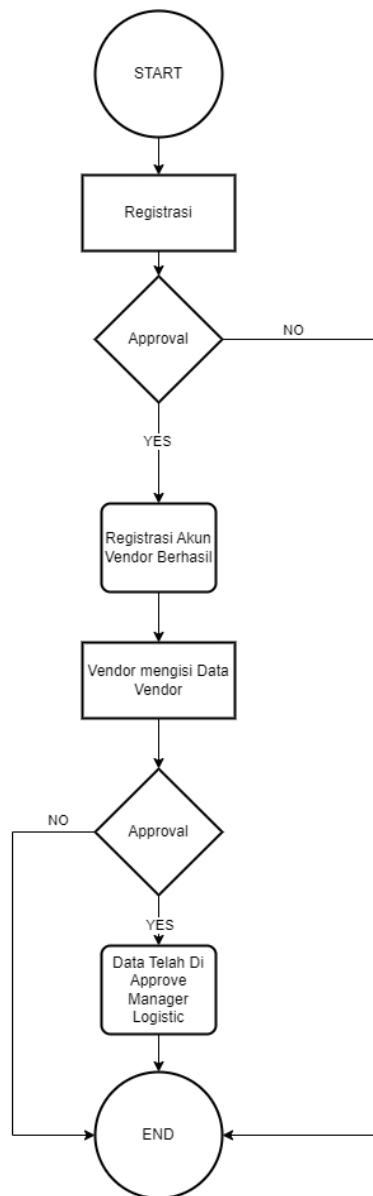 START
Registrasi
Approval
NO
YES
Registrasi Akun
Vendor Berhasil
Vendor mengisi Data
Vendor
NO
Approval
YES
Data Telah Di
Approve
Manager
Logistic
END